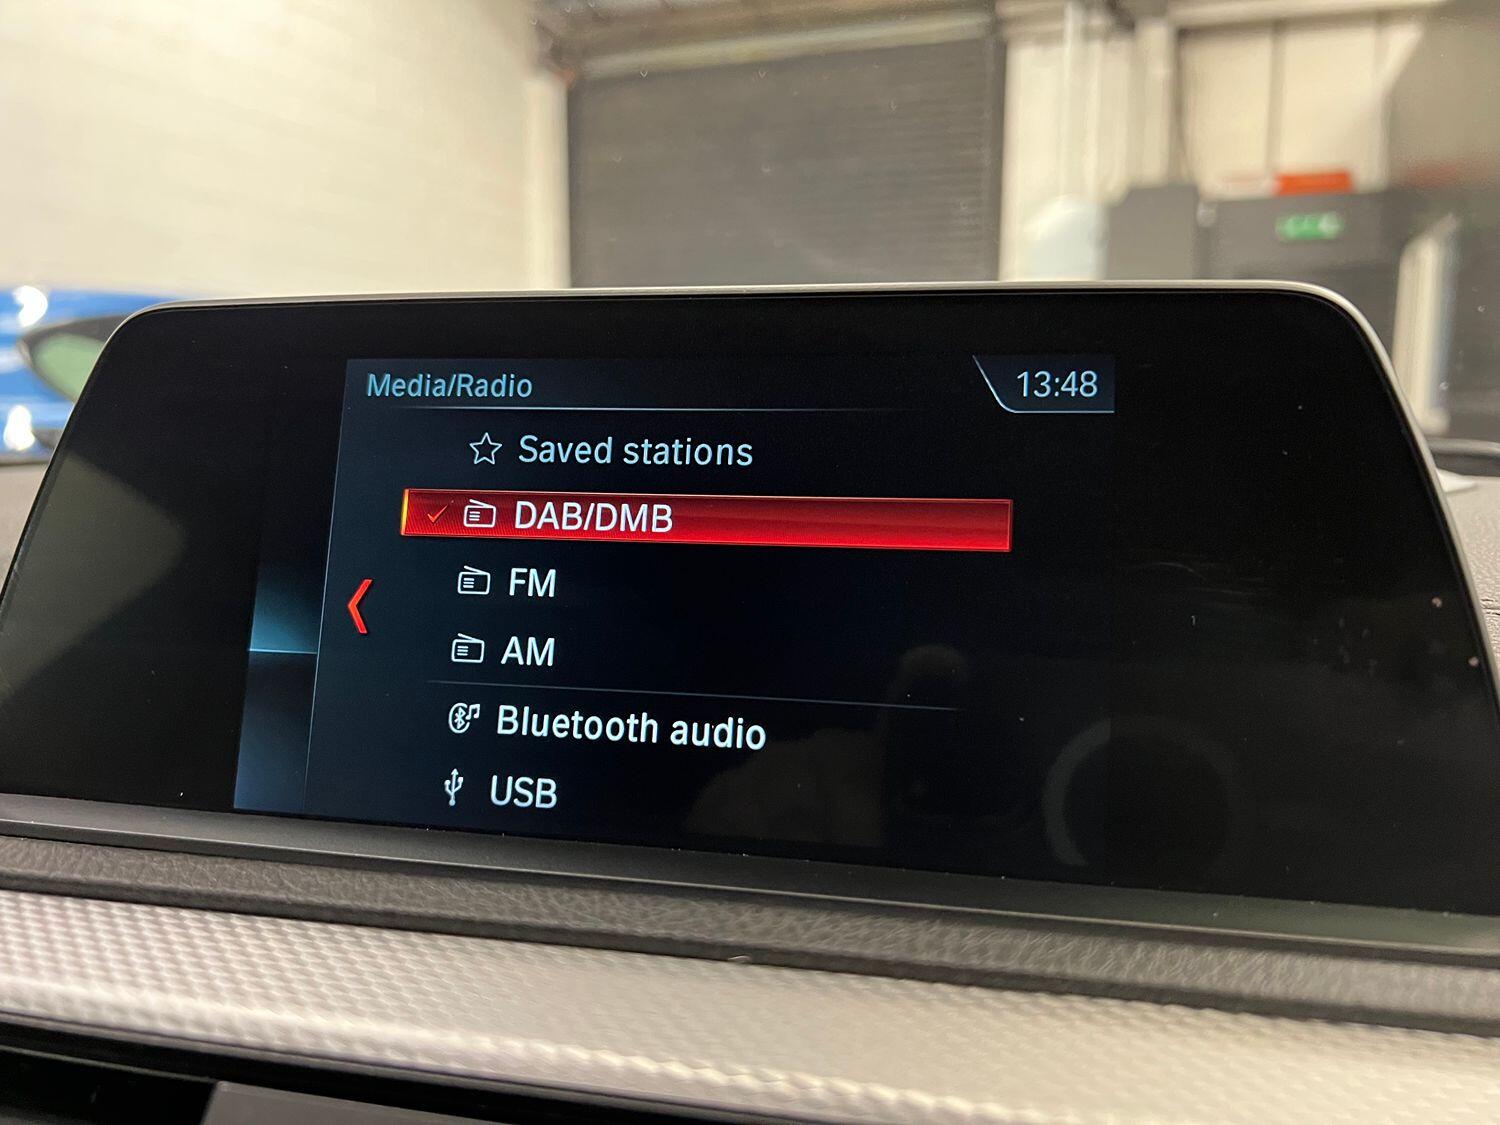 Media/Radio
13:48
Saved stations
DAB/DMB
FM
AM
Bluetooth audio
USB